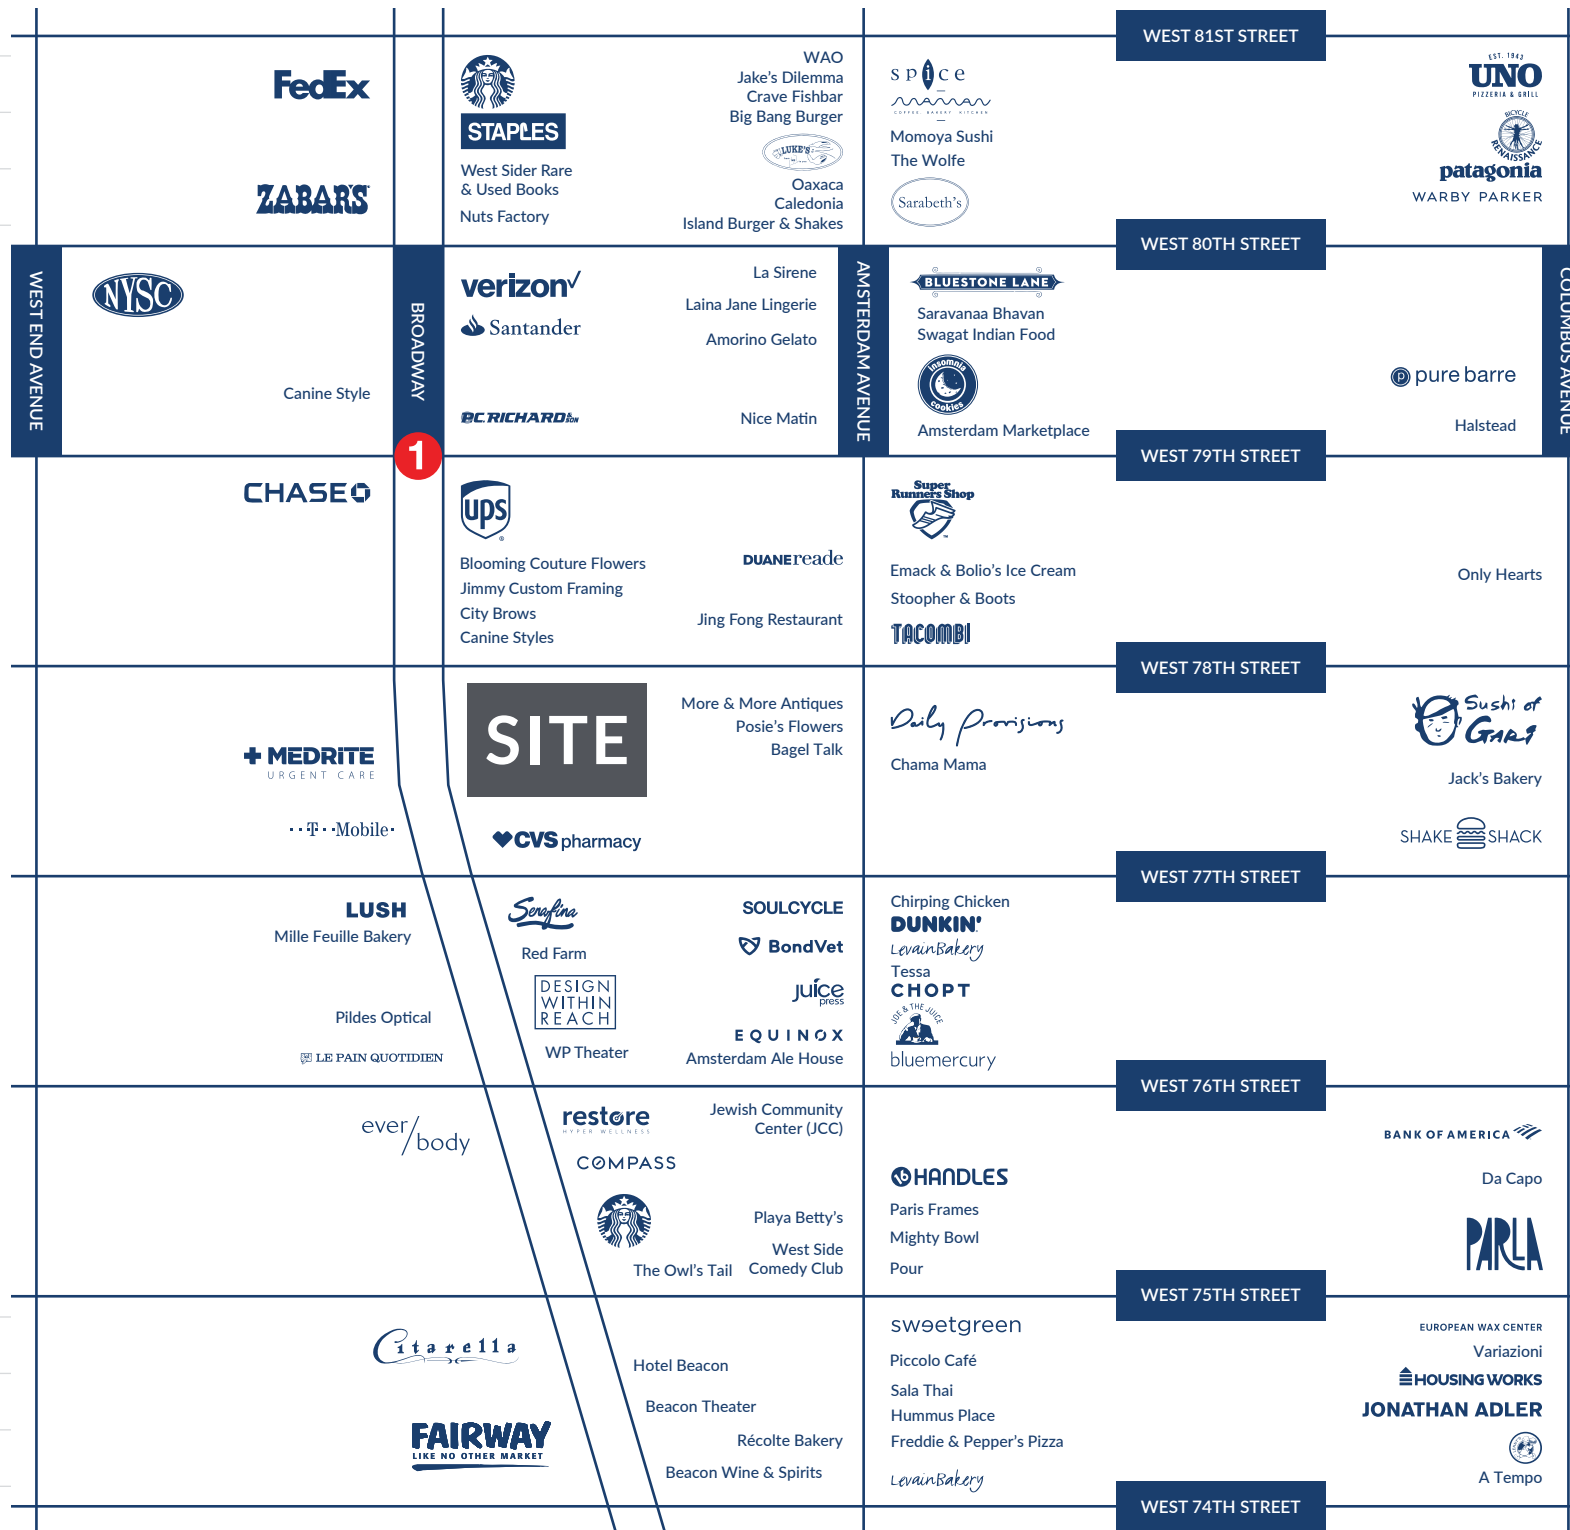 WEST 81ST STREET
FedEx
ZABAR'S
STAPLES
West Sider Rare
& Used Books
Nuts Factory
WAO
Jake's Dilemma
Crave Fishbar
Big Bang Burger
LUKE'S
Oaxaca
Caledonia
Island Burger & Shakes
spice
maman
COFFEE. BAKERY. KITCHEN
Momoya Sushi
The Wolfe
Sarabeth's
EST. 1943
UNO
PIZZERIA & GRILL
BICYCLE
RENAISSANCE
patagonia
WARBY PARKER
WEST 80TH STREET
WEST END AVENUE
NYSC
Canine Style
BROADWAY
1
verizon✓
Santander
P.C. RICHARD & SON
La Sirene
Laina Jane Lingerie
Amorino Gelato
Nice Matin
AMSTERDAM AVENUE
BLUESTONE LANE
Saravanaa Bhavan
Swagat Indian Food
insomnia
cookies
Amsterdam Marketplace
p pure barre
Halstead
COLUMBUS AVENUE
WEST 79TH STREET
CHASE
ups
Blooming Couture Flowers
Jimmy Custom Framing
City Brows
Canine Styles
DUANEreade
Jing Fong Restaurant
Super
Runners Shop
Emack & Bolio's Ice Cream
Stoopher & Boots
TACOMBI
Only Hearts
WEST 78TH STREET
+ MEDRITE
URGENT CARE
T Mobile
SITE
CVS pharmacy
More & More Antiques
Posie's Flowers
Bagel Talk
Daily Provisions
Chama Mama
Sushi of
GARi
Jack's Bakery
SHAKE SHACK
WEST 77TH STREET
LUSH
Mille Feuille Bakery
Pildes Optical
LE PAIN QUOTIDIEN
Serafina
Red Farm
DESIGN
WITHIN
REACH
WP Theater
SOULCYCLE
BondVet
juice
press
EQUINOX
Amsterdam Ale House
Chirping Chicken
DUNKIN'
LevainBakery
Tessa
CHOPT
JOE & THE JUICE
bluemercury
WEST 76TH STREET
ever/body
restore
HYPER WELLNESS
COMPASS
The Owl's Tail
Jewish Community
Center (JCC)
Playa Betty's
West Side
Comedy Club
16 HANDLES
Paris Frames
Mighty Bowl
Pour
BANK OF AMERICA
Da Capo
PARLA
WEST 75TH STREET
Citarella
FAIRWAY
LIKE NO OTHER MARKET
Hotel Beacon
Beacon Theater
Récolte Bakery
Beacon Wine & Spirits
sweetgreen
Piccolo Café
Sala Thai
Hummus Place
Freddie & Pepper's Pizza
LevainBakery
EUROPEAN WAX CENTER
Variazioni
HOUSING WORKS
JONATHAN ADLER
A Tempo
WEST 74TH STREET